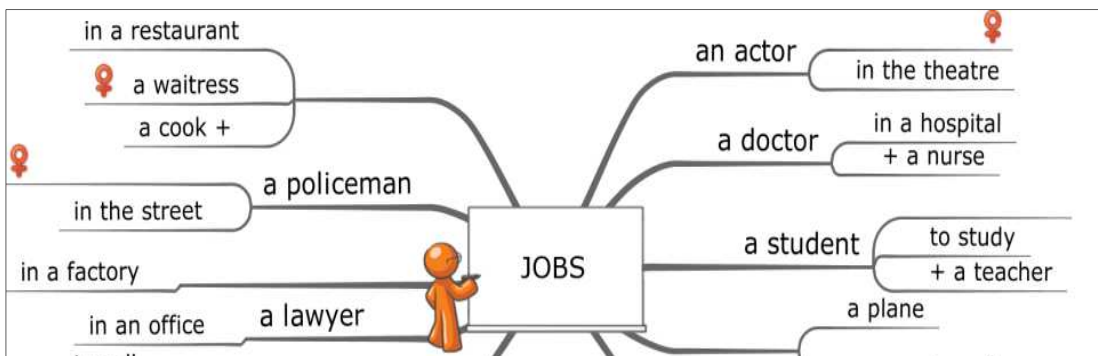 in a restaurant
a waitress
a cook +
a policeman
in the street
in a factory
a lawyer
in an office
JOBS
an actor
in the theatre
a doctor
in a hospital
+ a nurse
a student
to study
+ a teacher
a plane